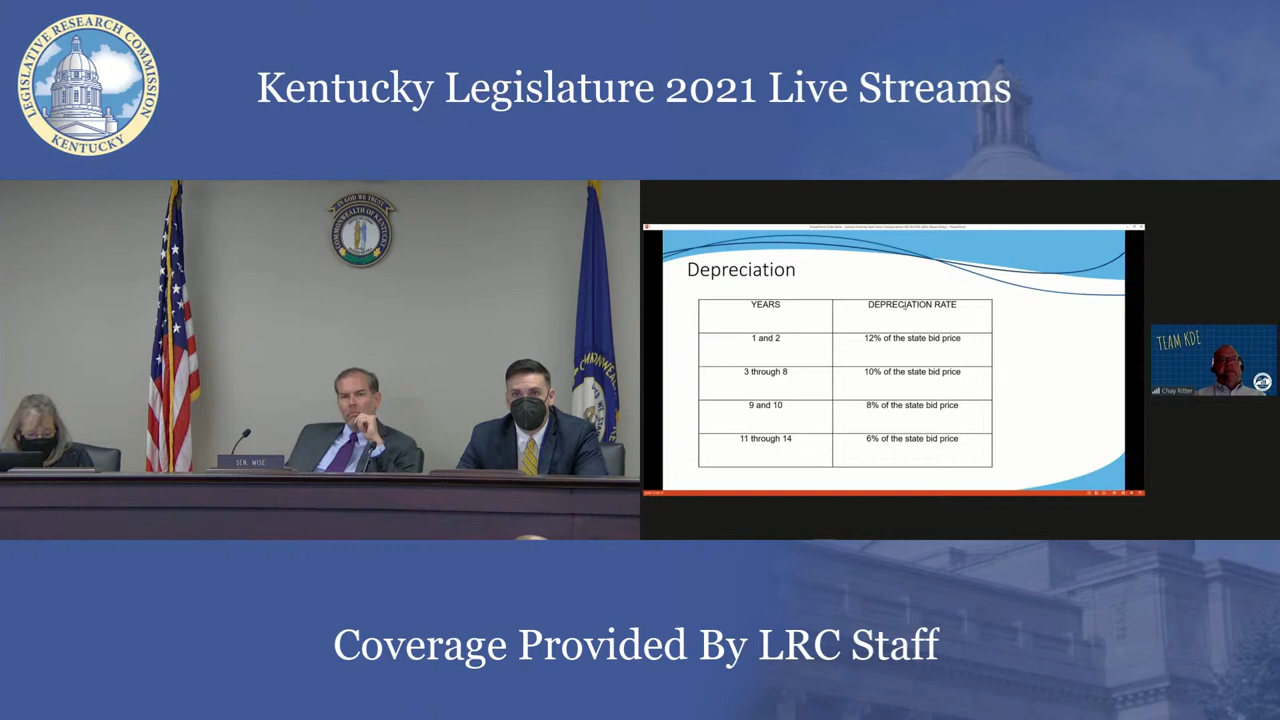 LEGISLATIVE RESEARCH COMMISSION
KENTUCKY
Kentucky Legislature 2021 Live Streams
IN GOD WE TRUST
COMMONWEALTH OF KENTUCKY
SEN. WISE
Depreciation
YEARS DEPRECIATION RATE
1 and 2 12% of the state bid price
3 through 8 10% of the state bid price
9 and 10 8% of the state bid price
11 through 14 6% of the state bid price
TEAM KDE
Chay Ritter
Coverage Provided By LRC Staff